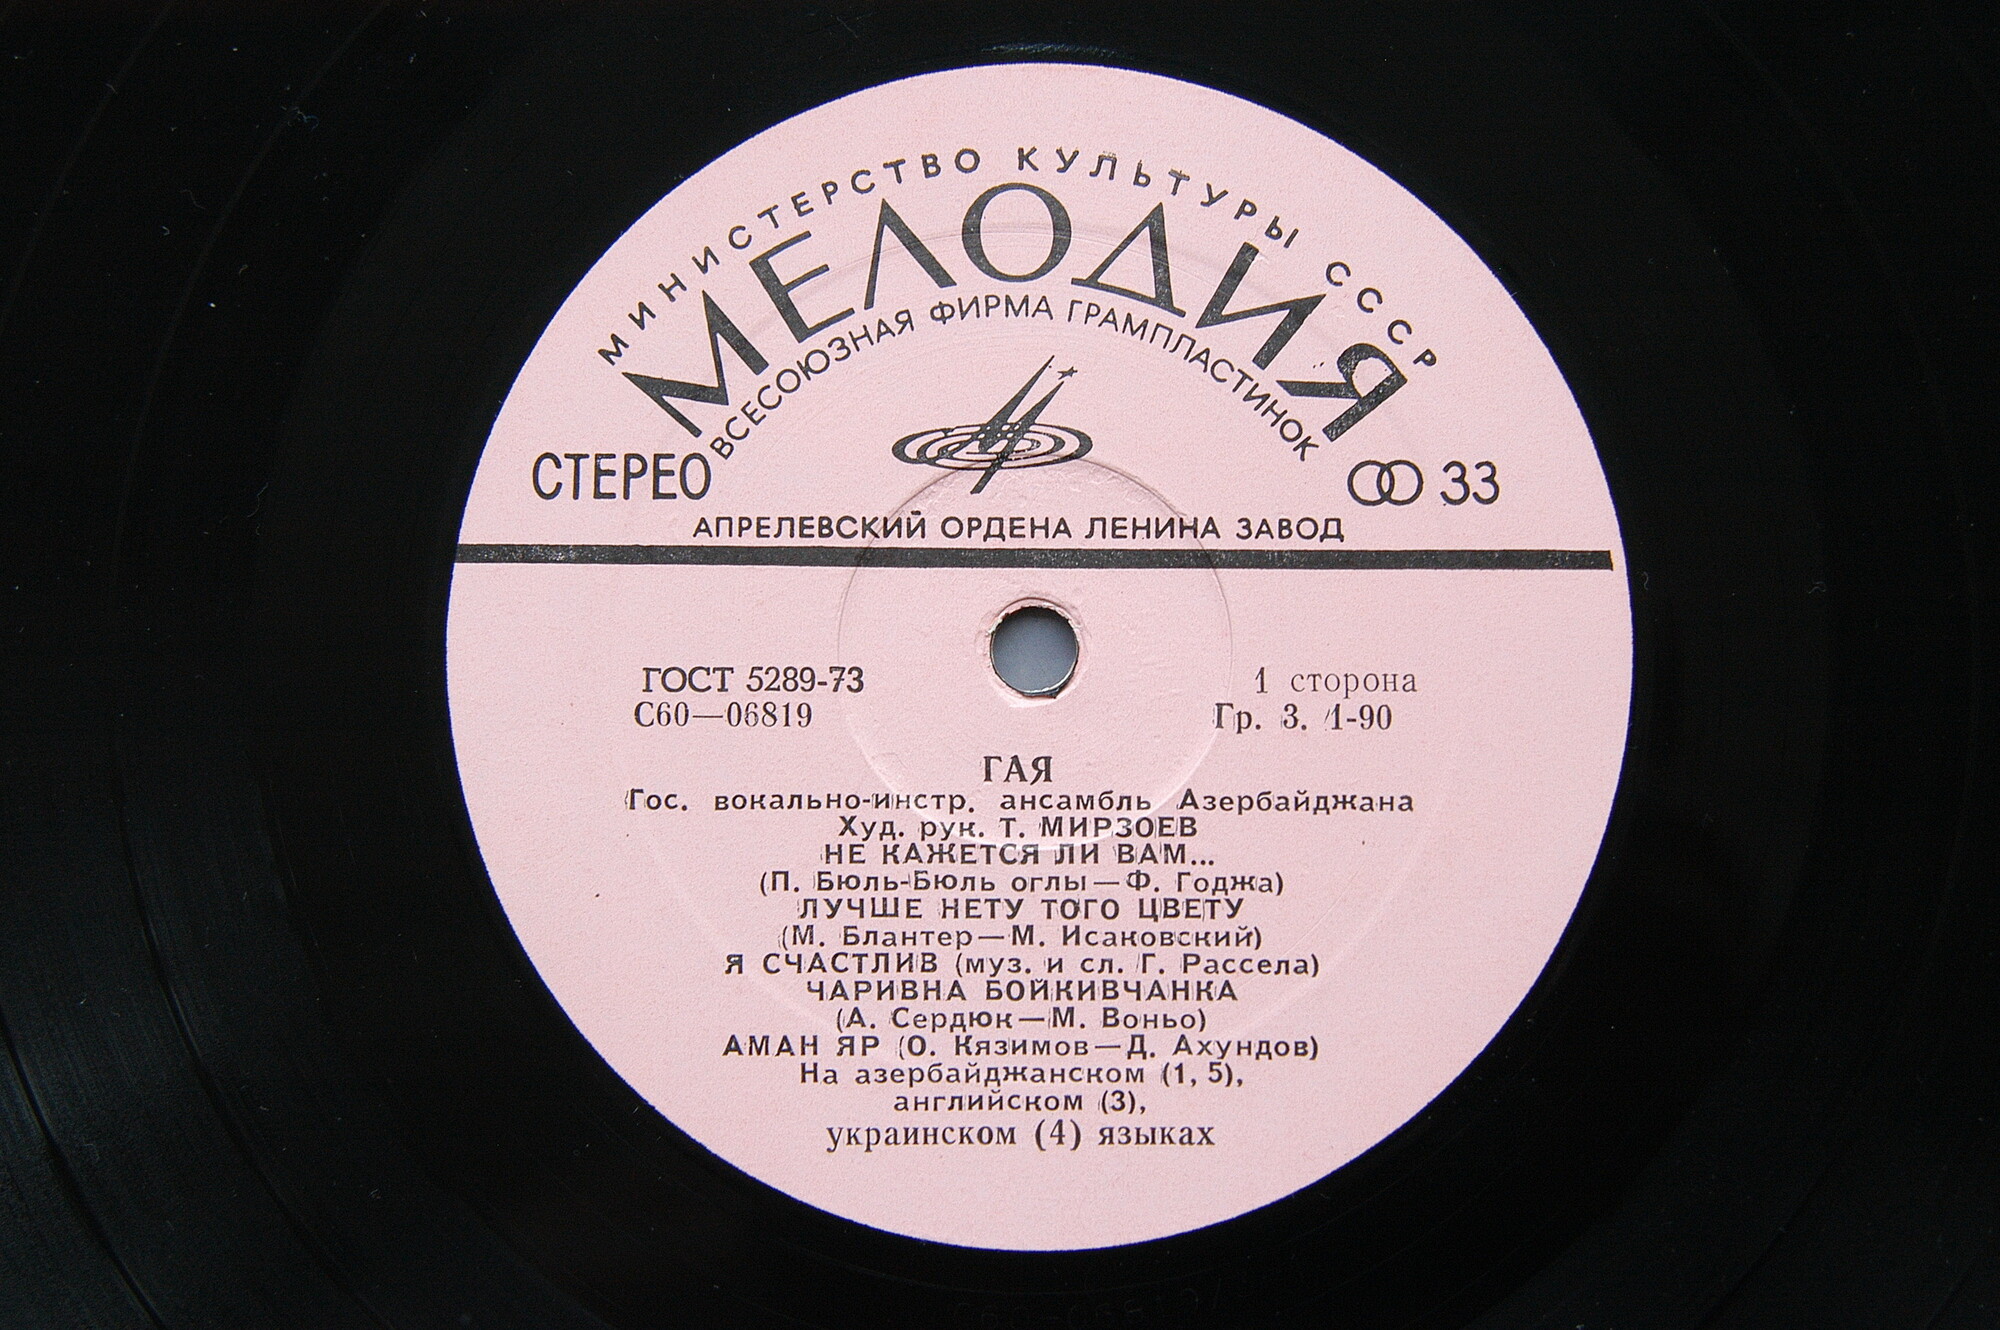 МИНИСТЕРСТВО КУЛЬТУРЫ СССР
МЕЛОДИЯ
ВСЕСОЮЗНАЯ ФИРМА ГРАМПЛАСТИНОК
СТЕРЕО
33
АПРЕЛЕВСКИЙ ОРДЕНА ЛЕНИНА ЗАВОД
ГОСТ 5289-73
1 сторона
С60—06819
Гр. 3. 1-90
ГАЯ
Гос. вокально-инстр. ансамбль Азербайджана
Худ. рук. Т. МИРЗОЕВ
НЕ КАЖЕТСЯ ЛИ ВАМ...
(П. Бюль-Бюль оглы—Ф. Годжа)
ЛУЧШЕ НЕТУ ТОГО ЦВЕТУ
(М. Блантер—М. Исаковский)
Я СЧАСТЛИВ (муз. и сл. Г. Рассела)
ЧАРИВНА БОЙКИВЧАНКА
(А. Сердюк—М. Воньо)
АМАН ЯР (О. Кязимов—Д. Ахундов)
На азербайджанском (1, 5),
английском (3),
украинском (4) языках